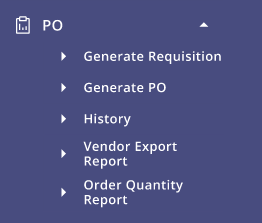 PO
Generate Requisition
Generate PO
History
Vendor Export
Report
Order Quantity
Report